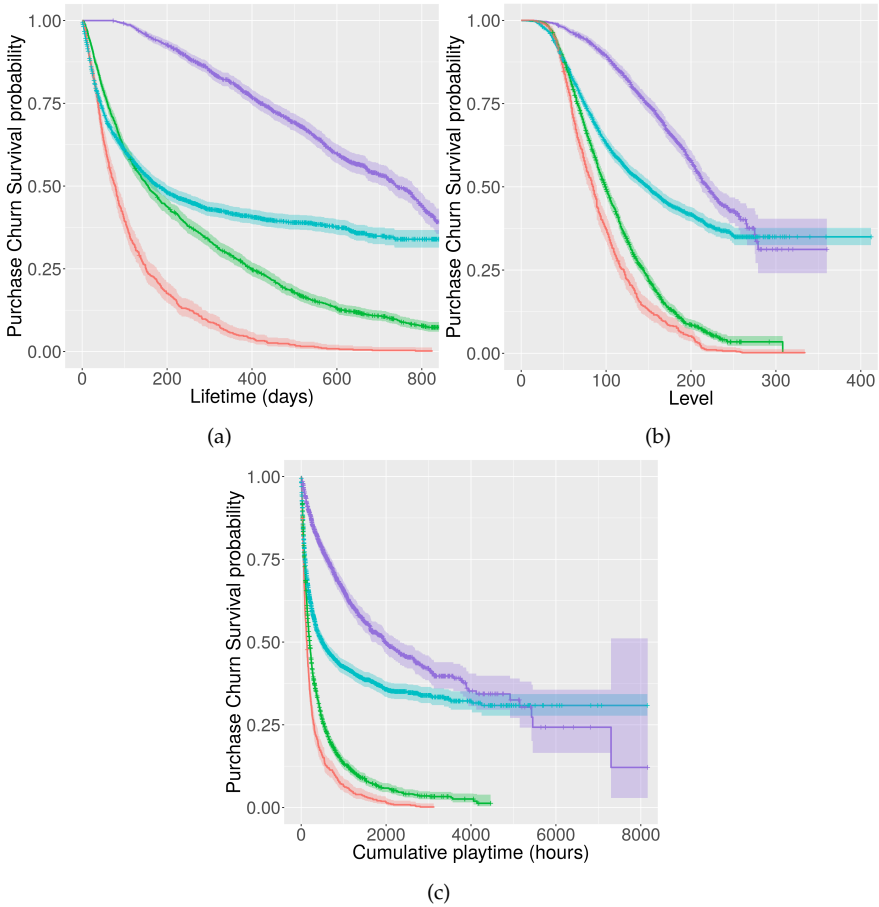 Purchase Churn Survival probability
1.00
0.75
0.50
0.25
0.00
0 200 400 600 800
Lifetime (days)
(a)
Purchase Churn Survival probability
1.00
0.75
0.50
0.25
0.00
0 100 200 300 400
Level
(b)
Purchase Churn Survival probability
1.00
0.75
0.50
0.25
0.00
0 2000 4000 6000 8000
Cumulative playtime (hours)
(c)